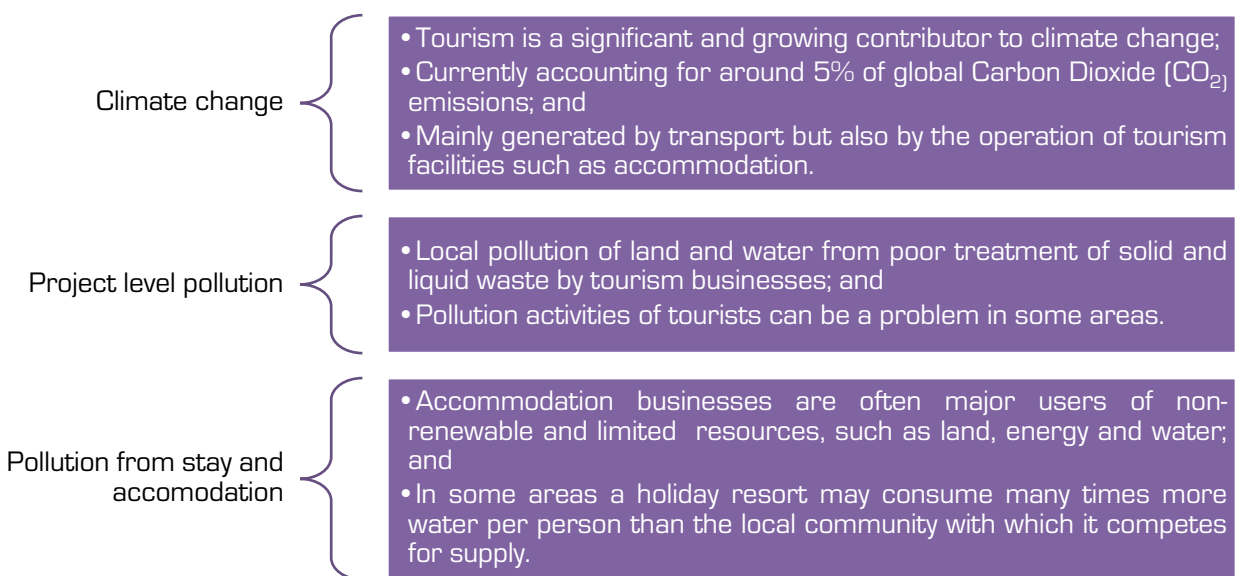 Climate change
•Tourism is a significant and growing contributor to climate change;
•Currently accounting for around 5% of global Carbon Dioxide (CO₂₎
emissions; and
•Mainly generated by transport but also by the operation of tourism
facilities such as accommodation.
Project level pollution
•Local pollution of land and water from poor treatment of solid and
liquid waste by tourism businesses; and
•Pollution activities of tourists can be a problem in some areas.
Pollution from stay and
accomodation
•Accommodation businesses are often major users of non-
renewable and limited resources, such as land, energy and water;
and
•In some areas a holiday resort may consume many times more
water per person than the local community with which it competes
for supply.